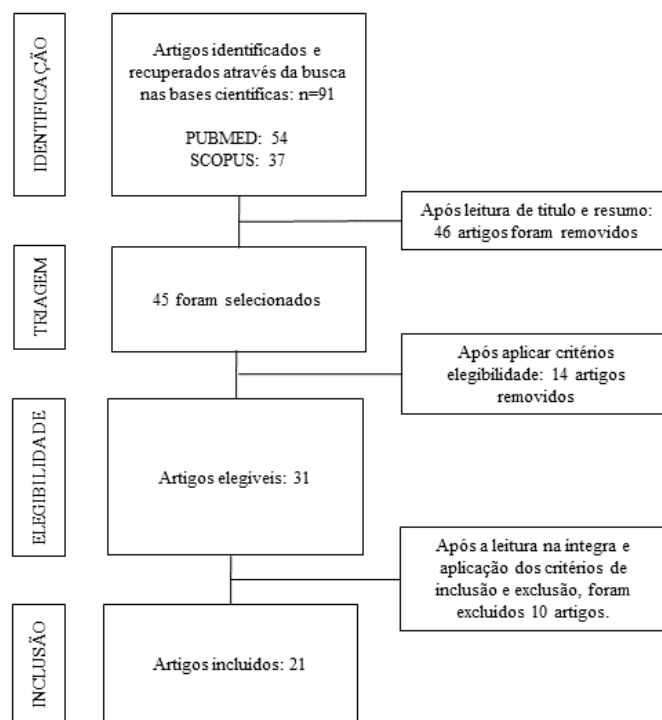 IDENTIFICAÇÃO
Artigos identificados e
recuperados através da busca
nas bases científicas: n=91
PUBMED: 54
SCOPUS: 37
Após leitura de título e resumo:
46 artigos foram removidos
TRIAGEM
45 foram selecionados
Após aplicar critérios
elegibilidade: 14 artigos
removidos
ELEGIBILIDADE
Artigos elegíveis: 31
Após a leitura na íntegra e
aplicação dos critérios de
inclusão e exclusão, foram
excluídos 10 artigos.
INCLUSÃO
Artigos incluídos: 21